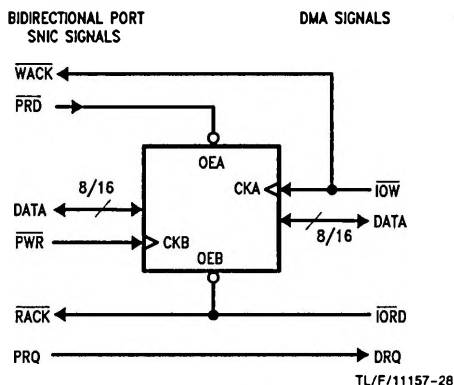 BIDIRECTIONAL PORT
SNIC SIGNALS
DMA SIGNALS
WACK
PRD
OEA
8/16
CKA
IOW
DATA
DATA
8/16
PWR
CKB
OEB
RACK
IORD
PRQ
DRQ
TL/F/11157-28